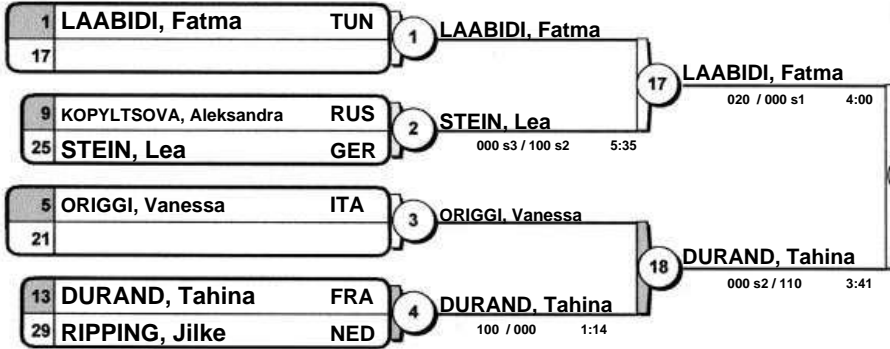 1 LAABIDI, Fatma TUN
17
1
LAABIDI, Fatma
9 KOPYLTSOVA, Aleksandra RUS
25 STEIN, Lea GER
2
STEIN, Lea
000 s3 / 100 s2 5:35
17
LAABIDI, Fatma
020 / 000 s1 4:00
5 ORIGGI, Vanessa ITA
21
3
ORIGGI, Vanessa
13 DURAND, Tahina FRA
29 RIPPING, Jilke NED
4
DURAND, Tahina
100 / 000 1:14
18
DURAND, Tahina
000 s2 / 110 3:41